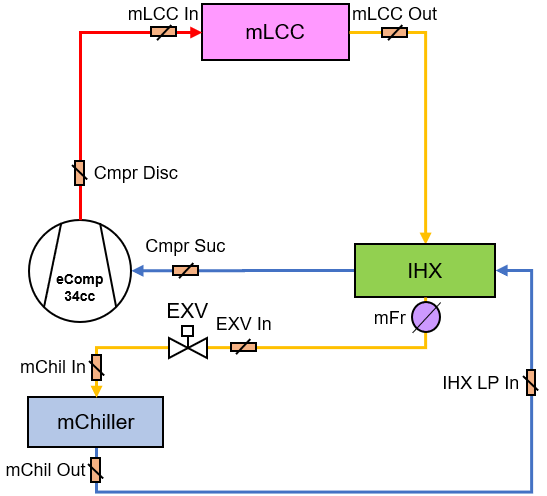 mLCC In
mLCC
mLCC Out
Cmpr Disc
Cmpr Suc
eComp
34cc
IHX
EXV
EXV In
mFr
mChil In
IHX LP In
mChiller
mChil Out